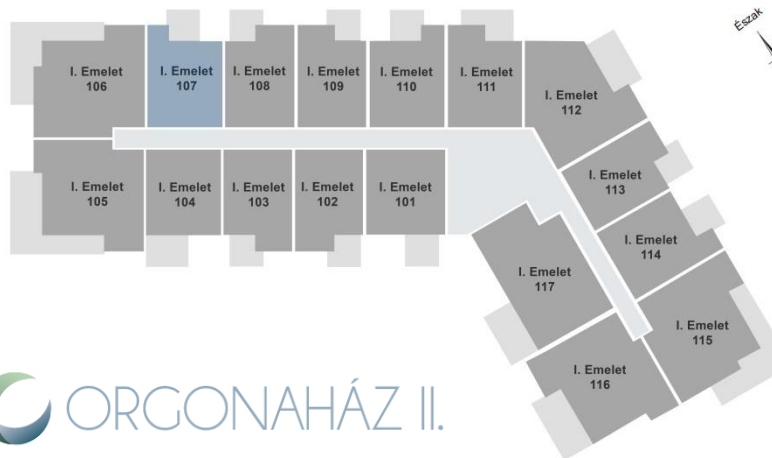 Észak
I. Emelet
106
I. Emelet
107
I. Emelet
108
I. Emelet
109
I. Emelet
110
I. Emelet
111
I. Emelet
112
I. Emelet
113
I. Emelet
114
I. Emelet
115
I. Emelet
116
I. Emelet
117
I. Emelet
105
I. Emelet
104
I. Emelet
103
I. Emelet
102
I. Emelet
101
ORGONAHÁZ II.